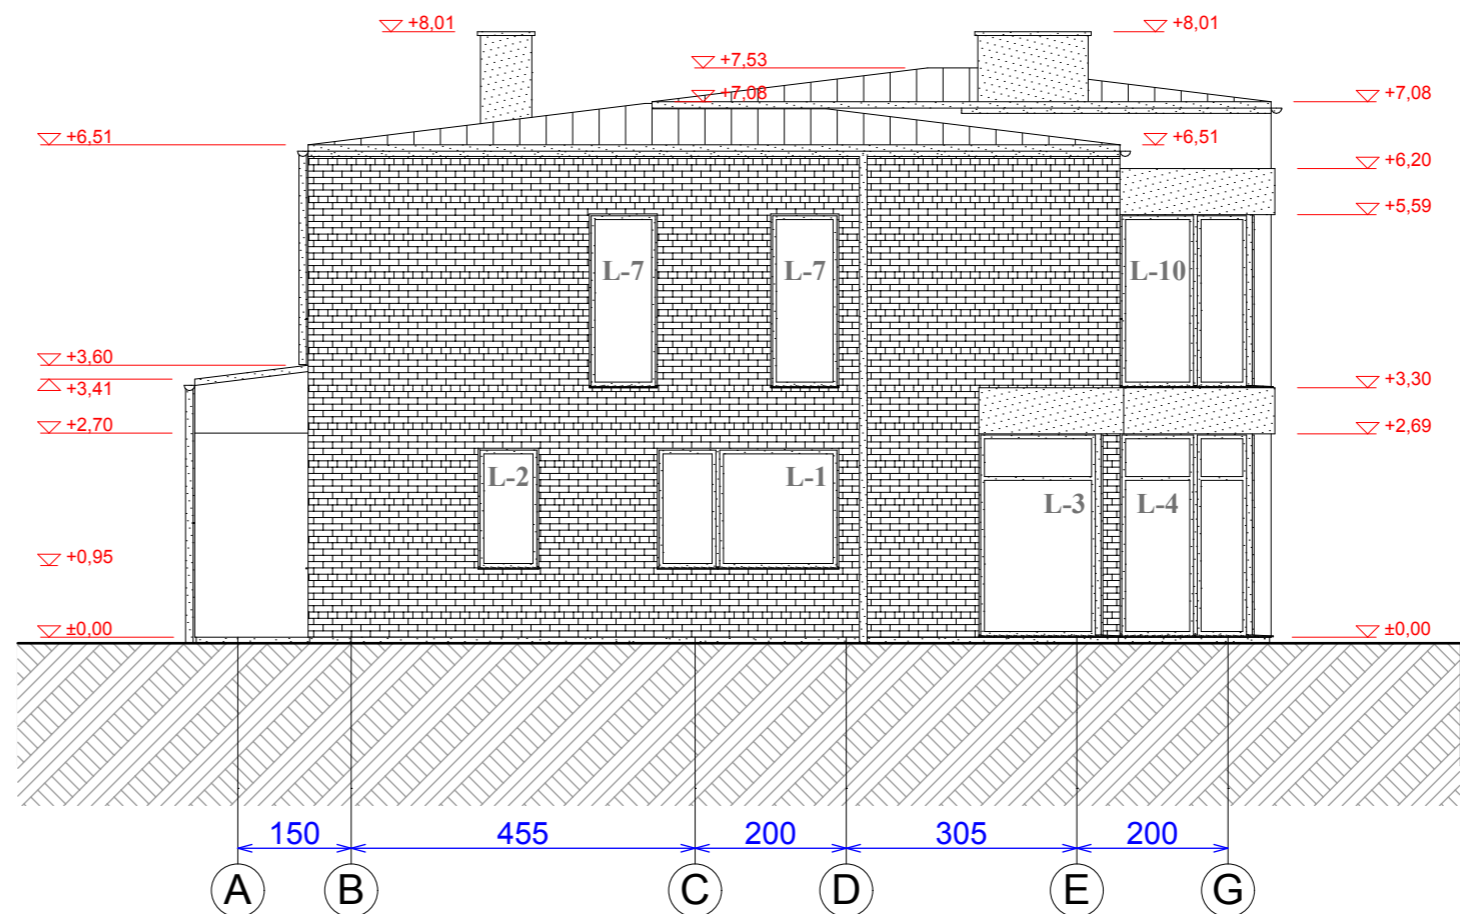 +8,01
+8,01
+7,53
+7,08
+7,08
+6,51
+6,51
+6,20
+5,59
L-7
L-7
L-10
+3,60
+3,41
+3,30
+2,70
+2,69
L-2
L-1
L-3
L-4
+0,95
±0,00
±0,00
150 455 200 305 200
A B C D E G